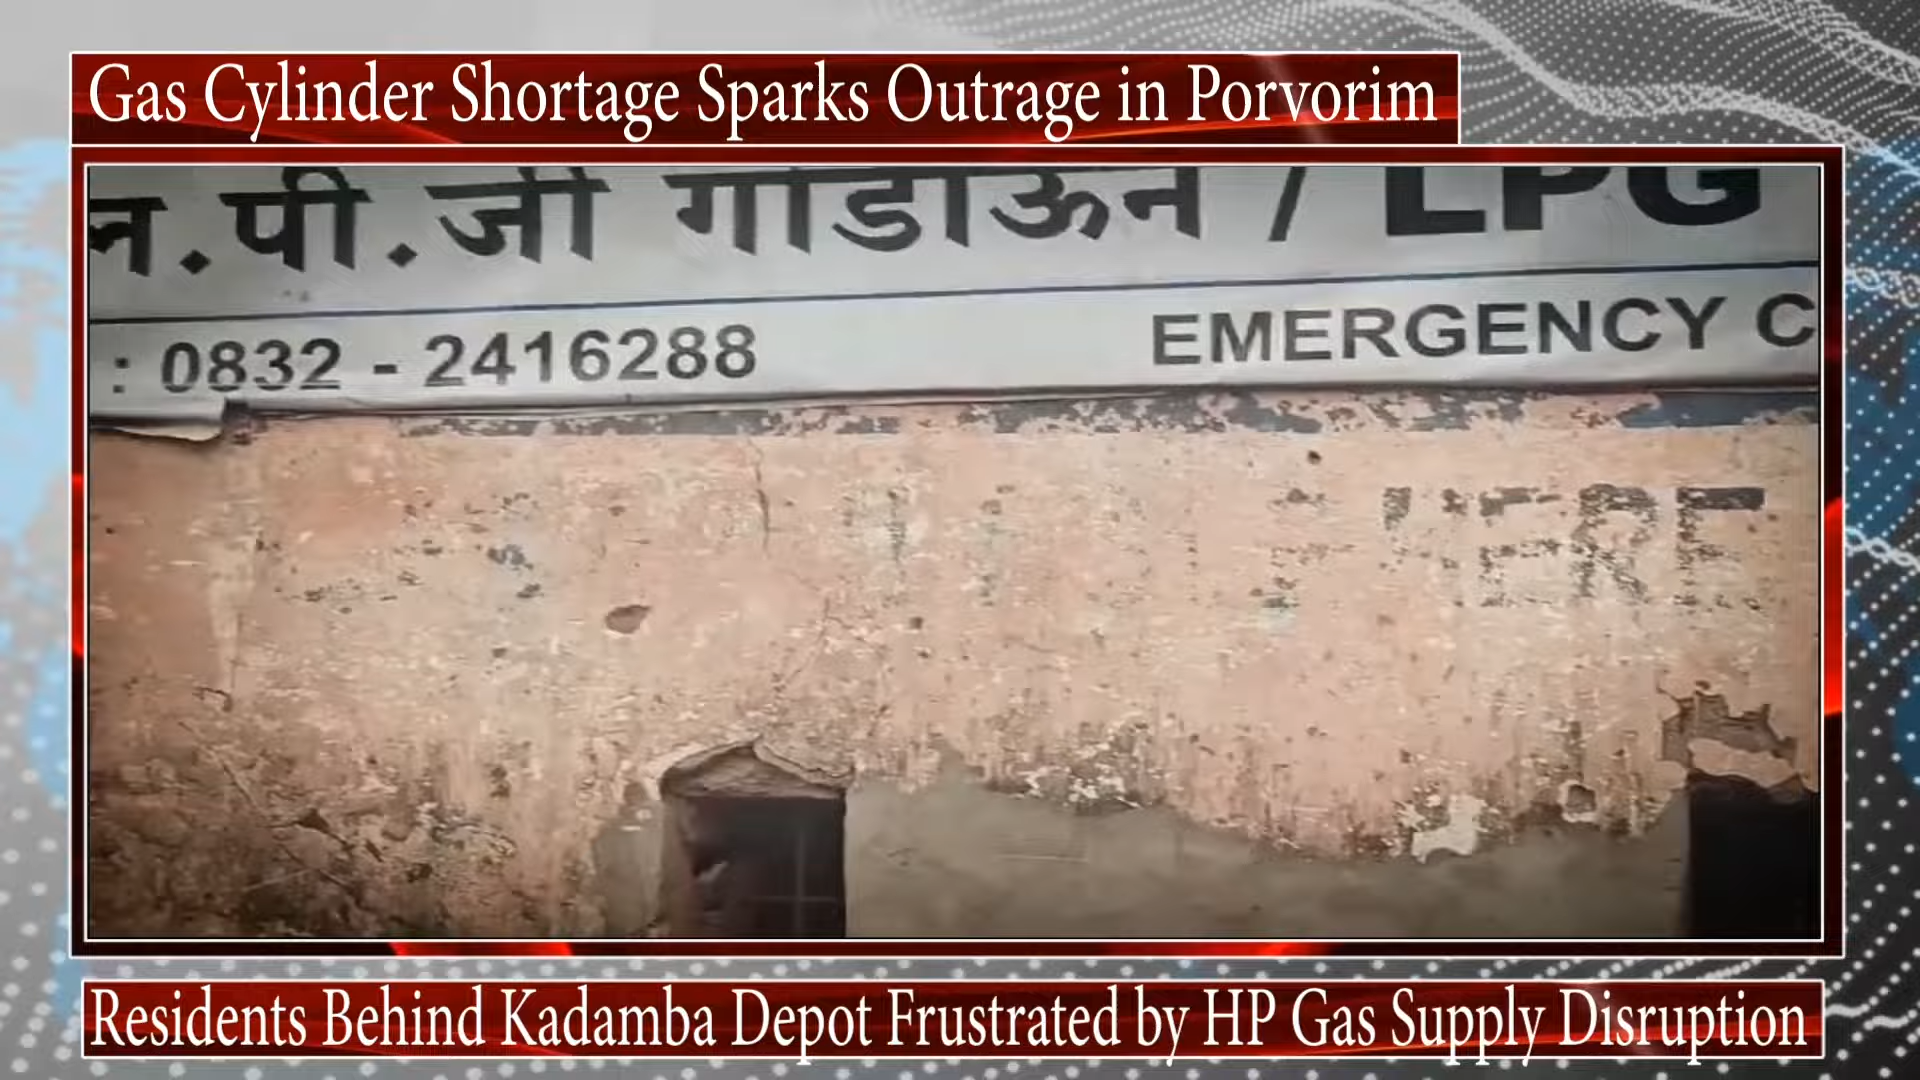 Gas Cylinder Shortage Sparks Outrage in Porvorim
.पी.जी गोडाऊन / LPG
: 0832 - 2416288 EMERGENCY C
HERE
Residents Behind Kadamba Depot Frustrated by HP Gas Supply Disruption